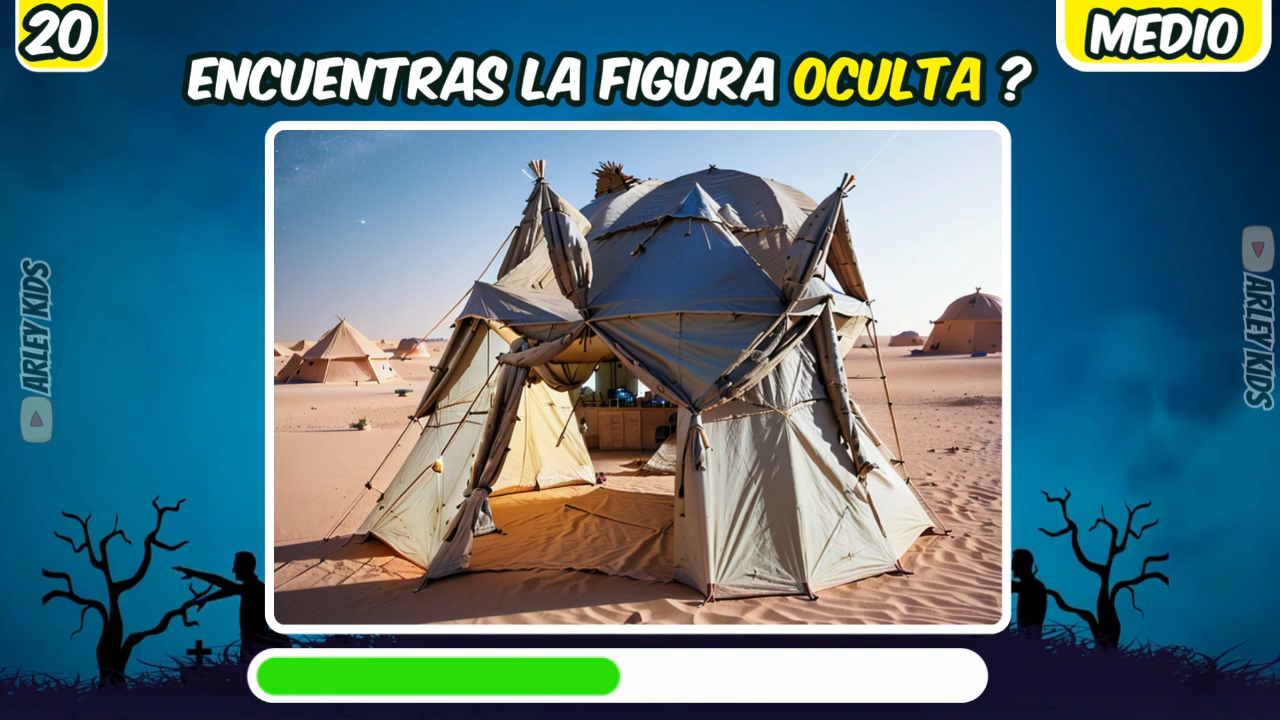 20
MEDIO
ENCUENTRAS LA FIGURA OCULTA ?
ARLEY KIDS
ARLEY KIDS